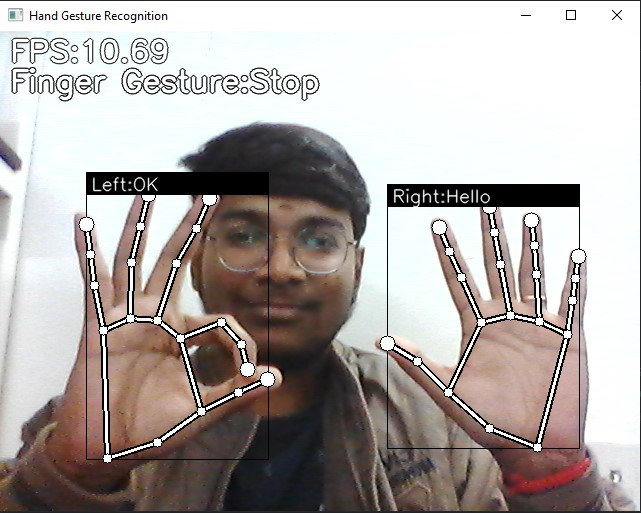 Hand Gesture Recognition
FPS:10.69
Finger Gesture:Stop
Left:OK
Right:Hello